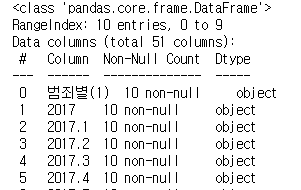 <class 'pandas.core.frame.DataFrame'>
RangeIndex: 10 entries, 0 to 9
Data columns (total 51 columns):
 #   Column  Non-Null Count  Dtype
---  ------  --------------  -----
 0   범죄별(1)  10 non-null     object
 1   2017    10 non-null     object
 2   2017.1  10 non-null     object
 3   2017.2  10 non-null     object
 4   2017.3  10 non-null     object
 5   2017.4  10 non-null     object